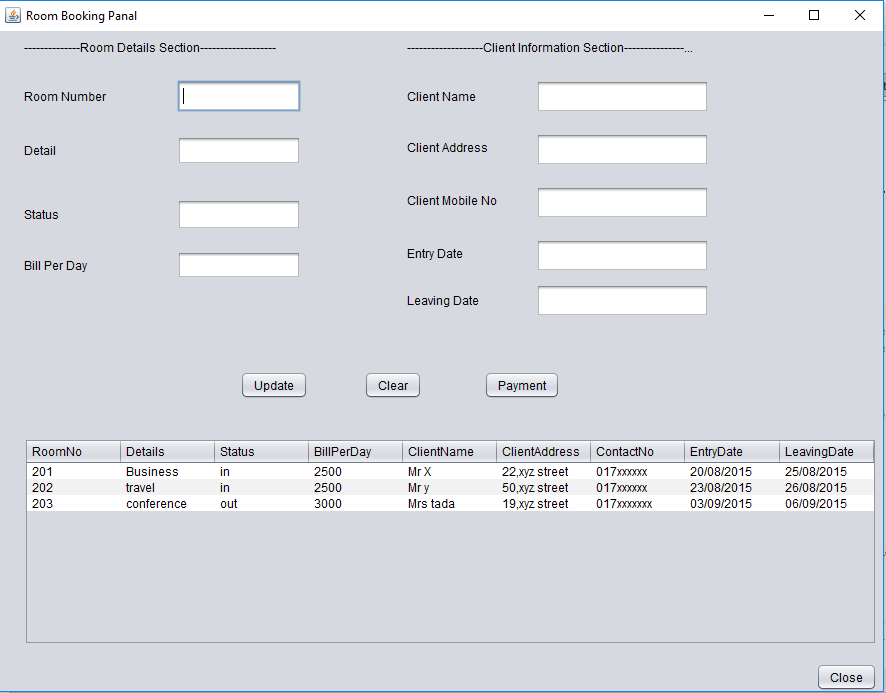 Room Booking Panal
--------------Room Details Section-------------------
-------------------Client Information Section---------------...
Room Number
Client Name
Detail
Client Address
Status
Client Mobile No
Bill Per Day
Entry Date
Leaving Date
Update Clear Payment
RoomNo Details Status BillPerDay ClientName ClientAddress ContactNo EntryDate LeavingDate
201 Business in 2500 Mr X 22,xyz street 017xxxxxx 20/08/2015 25/08/2015
202 travel in 2500 Mr y 50,xyz street 017xxxxxx 23/08/2015 26/08/2015
203 conference out 3000 Mrs tada 19,xyz street 017xxxxxxx 03/09/2015 06/09/2015
Close